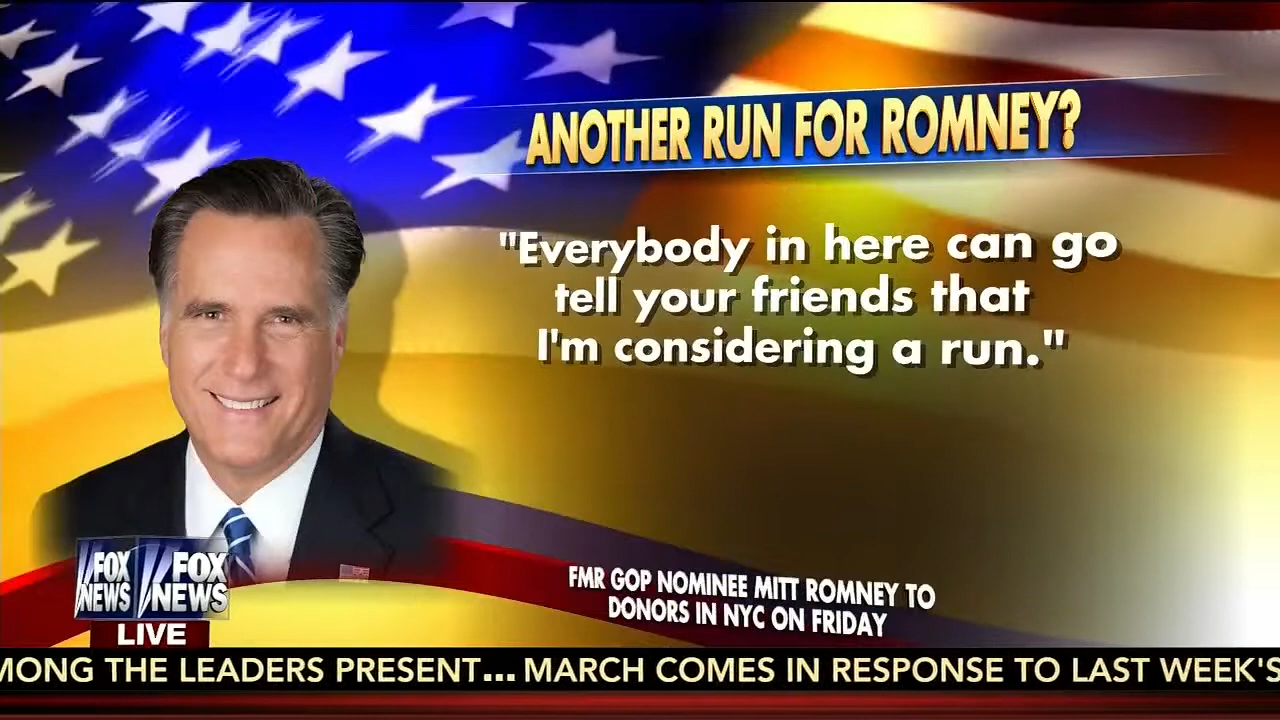 ANOTHER RUN FOR ROMNEY?
"Everybody in here can go
tell your friends that
I'm considering a run."
FMR GOP NOMINEE MITT ROMNEY TO
DONORS IN NYC ON FRIDAY
FOX NEWS FOX NEWS
LIVE
MONG THE LEADERS PRESENT... MARCH COMES IN RESPONSE TO LAST WEEK'S